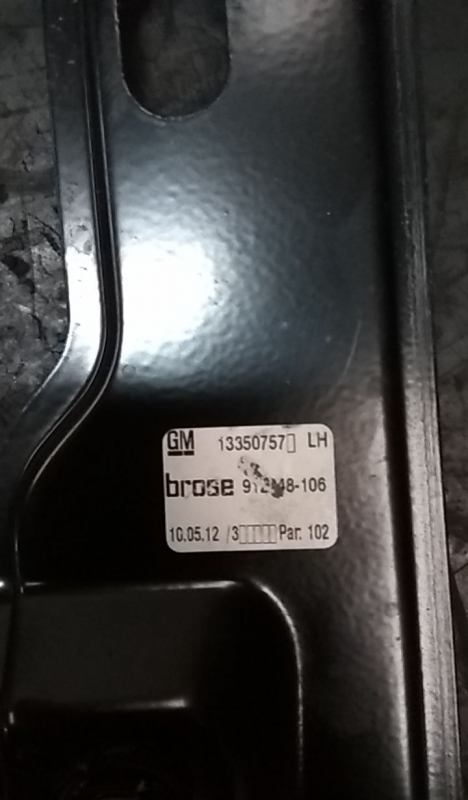 GM 13350757▯ LH
brose
10.05.12 /3▯▯▯▯▯ Par. 102